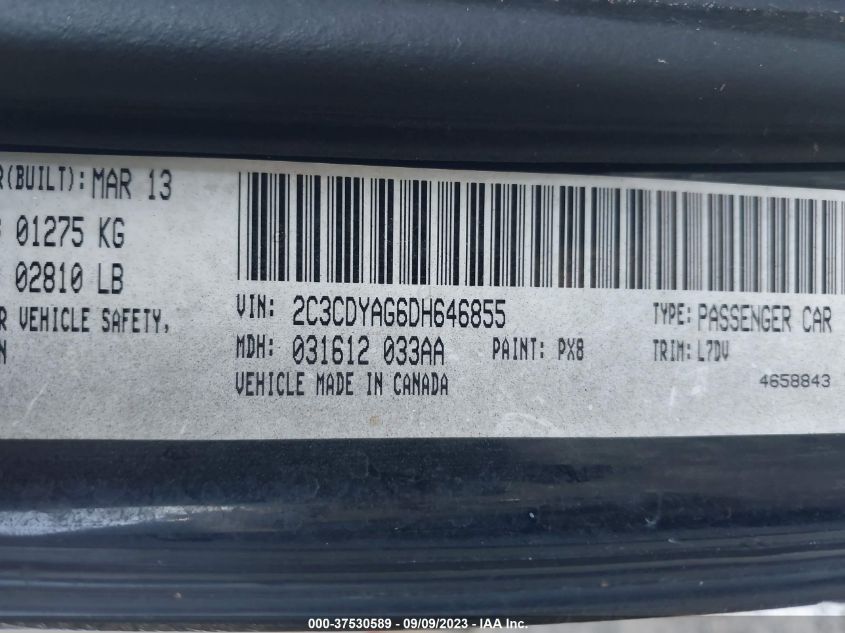 R(BUILT): MAR 13
01275 KG
02810 LB
R VEHICLE SAFETY,
N
VIN: 2C3CDYAG6DH646855
TYPE: PASSENGER CAR
MDH: 031612 033AA
PAINT: PX8
TRIM: L7DV
VEHICLE MADE IN CANADA
4658843
000-37530589 - 09/09/2023 - IAA Inc.